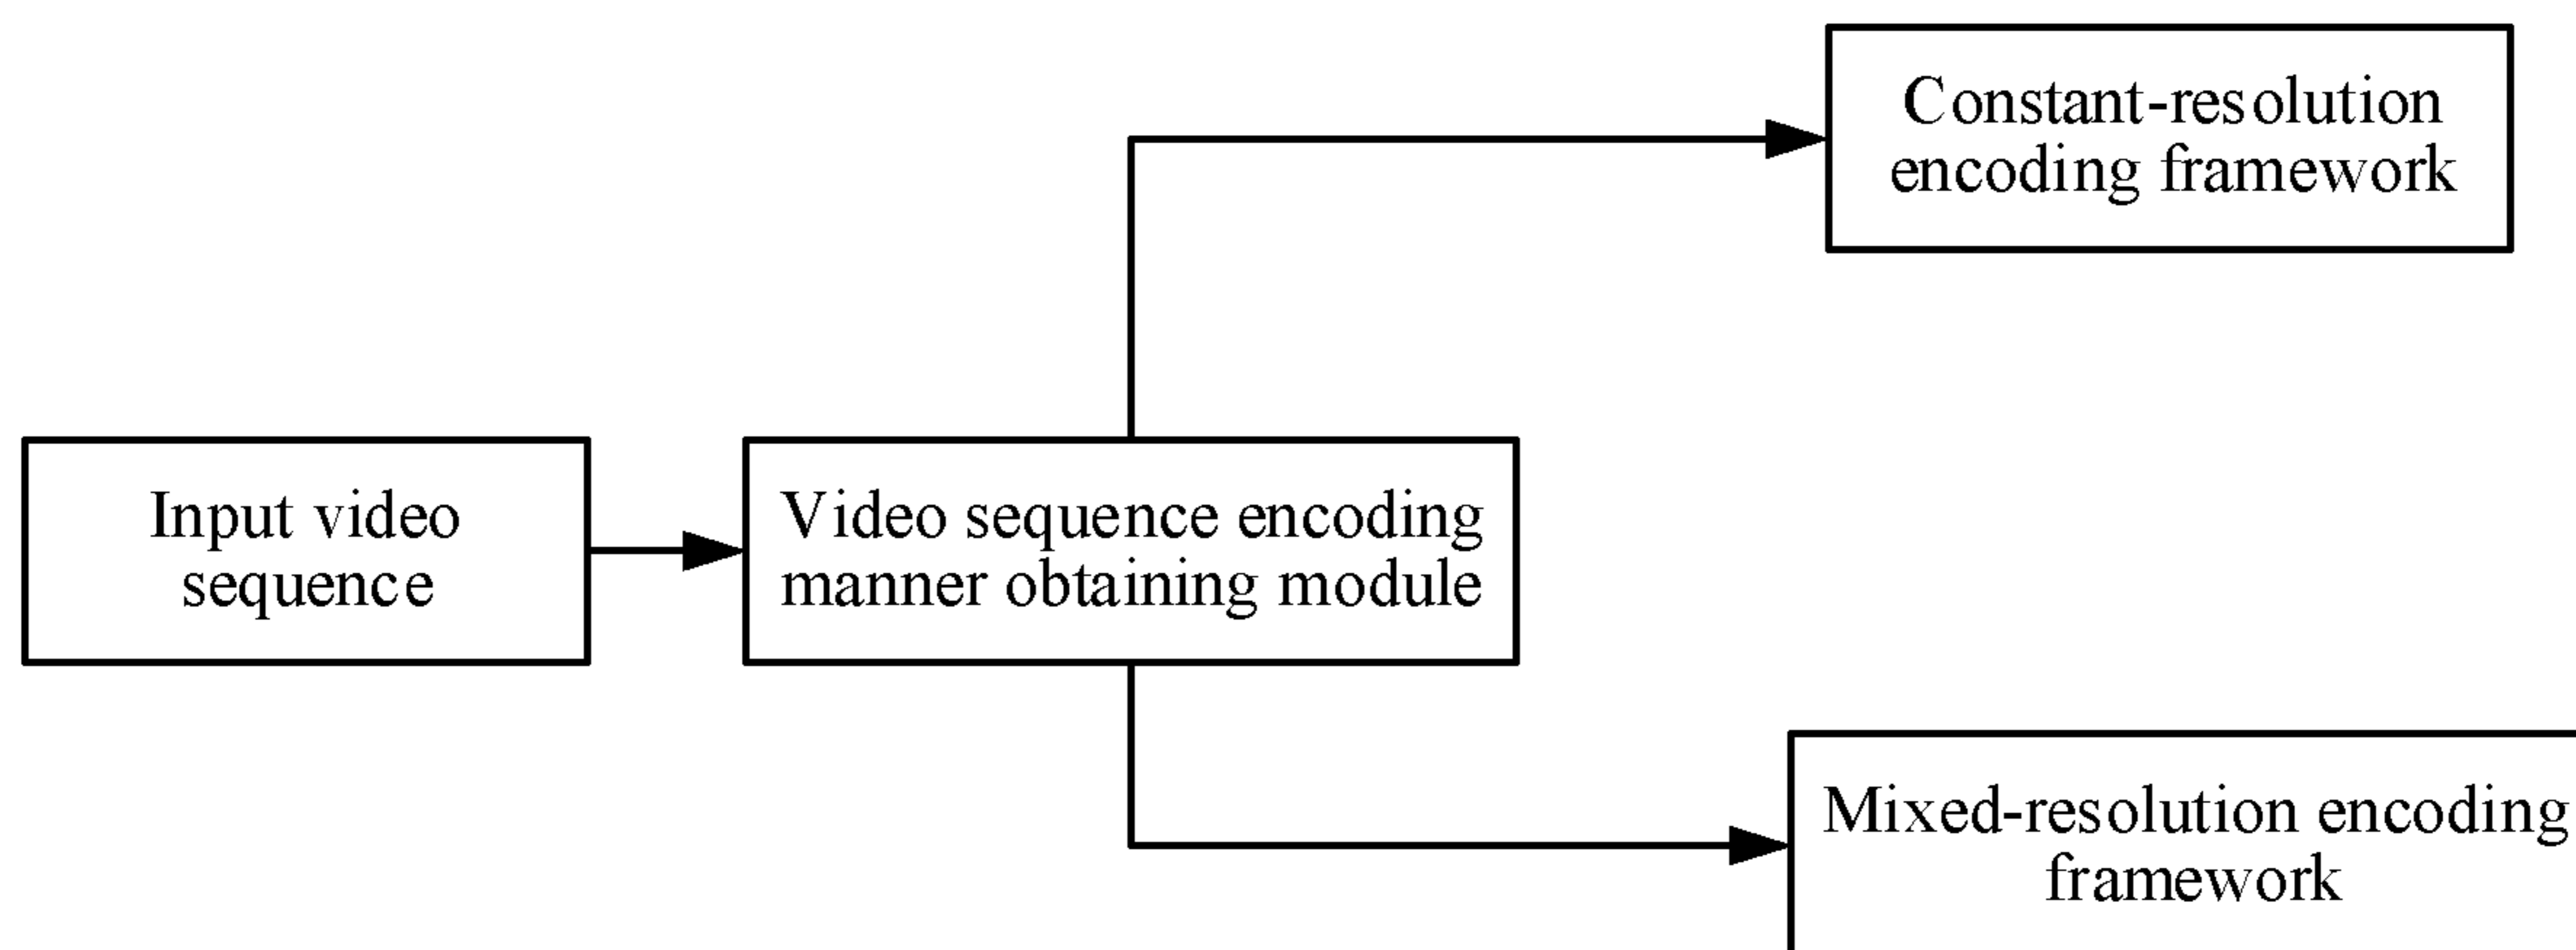 Constant-resolution
encoding framework
Input video
sequence
Video sequence encoding
manner obtaining module
Mixed-resolution encoding
framework